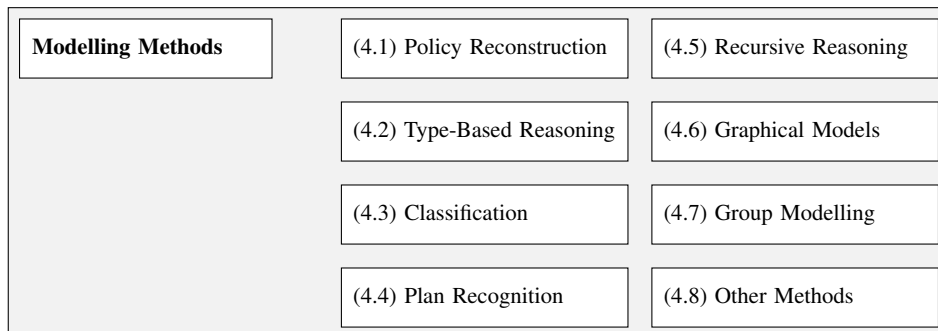 Modelling Methods
(4.1) Policy Reconstruction
(4.2) Type-Based Reasoning
(4.3) Classification
(4.4) Plan Recognition
(4.5) Recursive Reasoning
(4.6) Graphical Models
(4.7) Group Modelling
(4.8) Other Methods